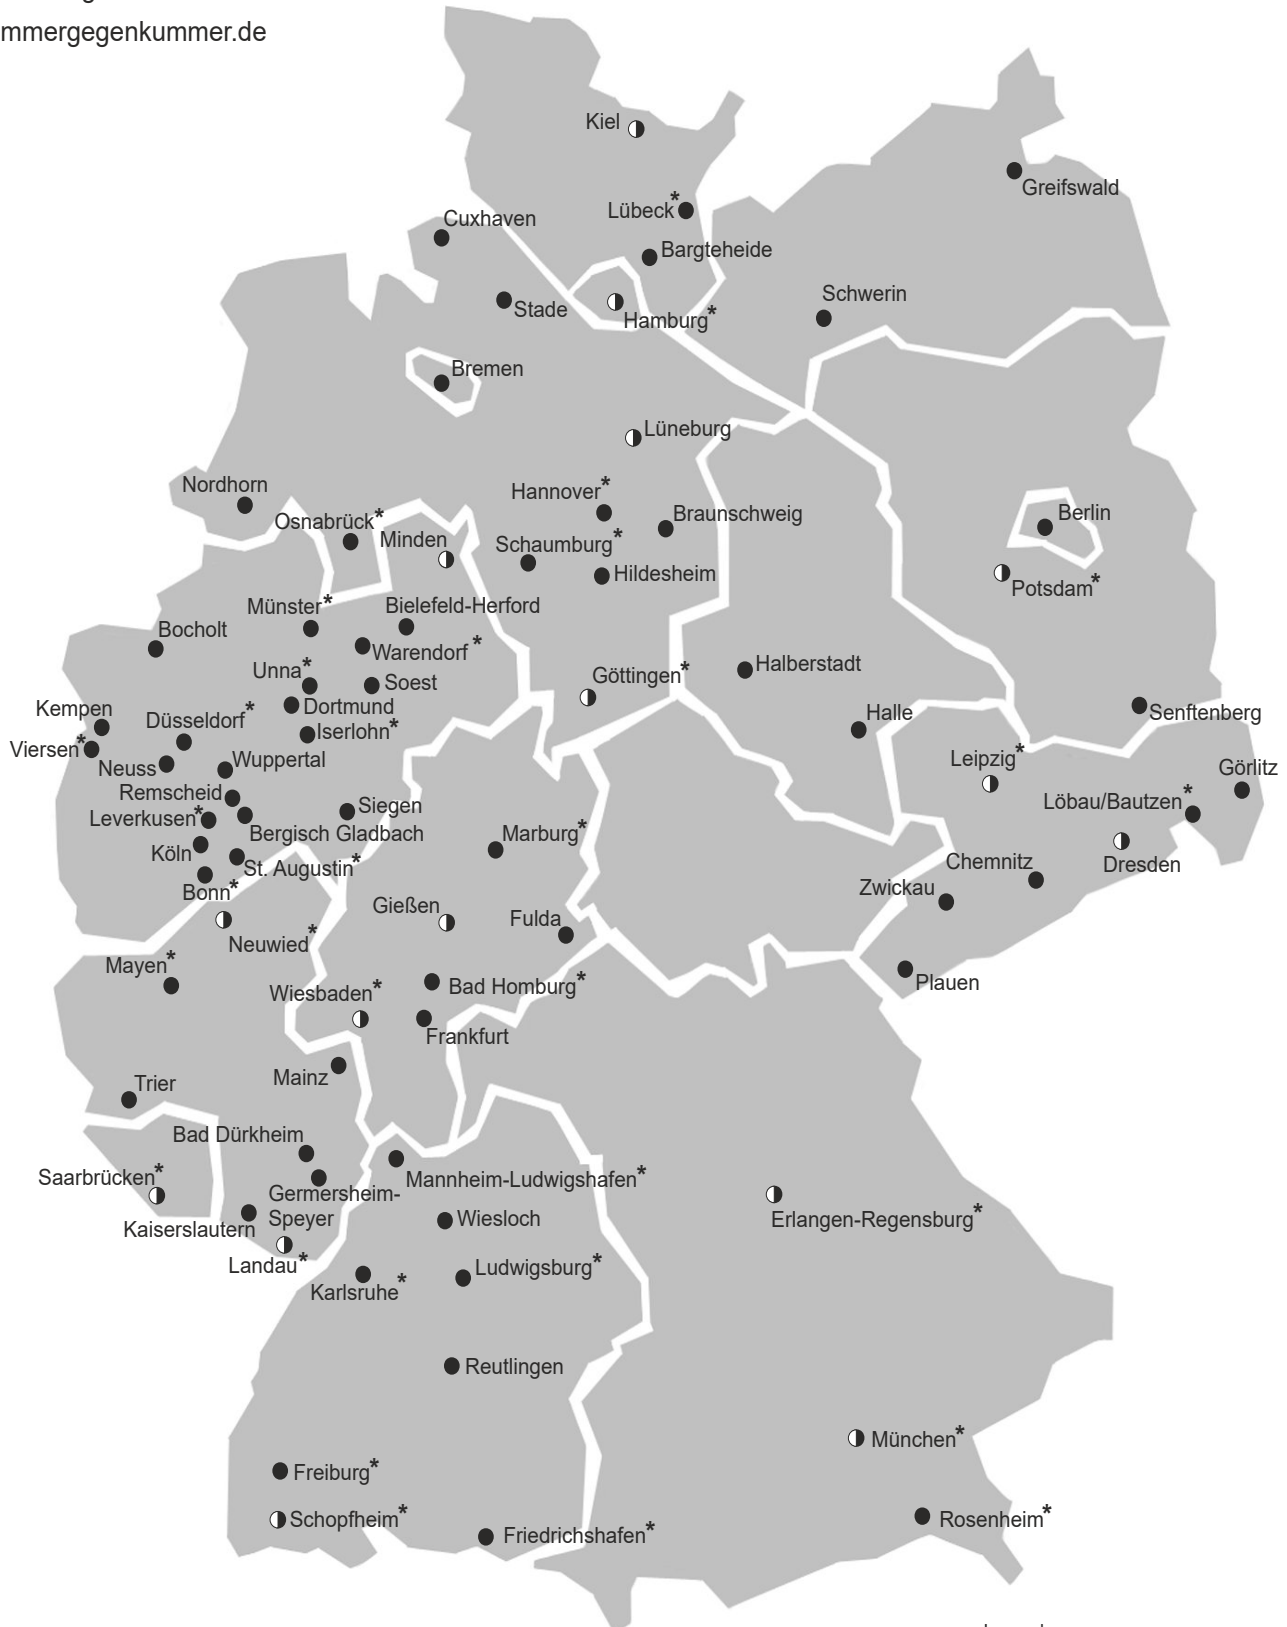 mmergegenkummer.de
Kiel
Greifswald
Lübeck*
Cuxhaven
Bargteheide
Schwerin
Stade
Hamburg*
Bremen
Lüneburg
Nordhorn
Hannover*
Osnabrück*
Braunschweig
Berlin
Minden
Schaumburg*
Hildesheim
Potsdam*
Münster*
Bielefeld-Herford
Bocholt
Warendorf*
Unna*
Soest
Göttingen*
Halberstadt
Kempen
Dortmund
Düsseldorf*
Iserlohn*
Halle
Senftenberg
Viersen*
Neuss
Wuppertal
Leipzig*
Görlitz
Remscheid
Siegen
Löbau/Bautzen*
Leverkusen*
Bergisch Gladbach
Marburg*
Köln
St. Augustin*
Chemnitz
Dresden
Bonn*
Zwickau
Gießen
Fulda
Neuwied*
Mayen*
Wiesbaden*
Bad Homburg*
Plauen
Frankfurt
Mainz
Trier
Bad Dürkheim
Saarbrücken*
Mannheim-Ludwigshafen*
Germersheim-
Speyer
Kaiserslautern
Wiesloch
Erlangen-Regensburg*
Landau*
Ludwigsburg*
Karlsruhe*
Reutlingen
München*
Freiburg*
Schopfheim*
Friedrichshafen*
Rosenheim*